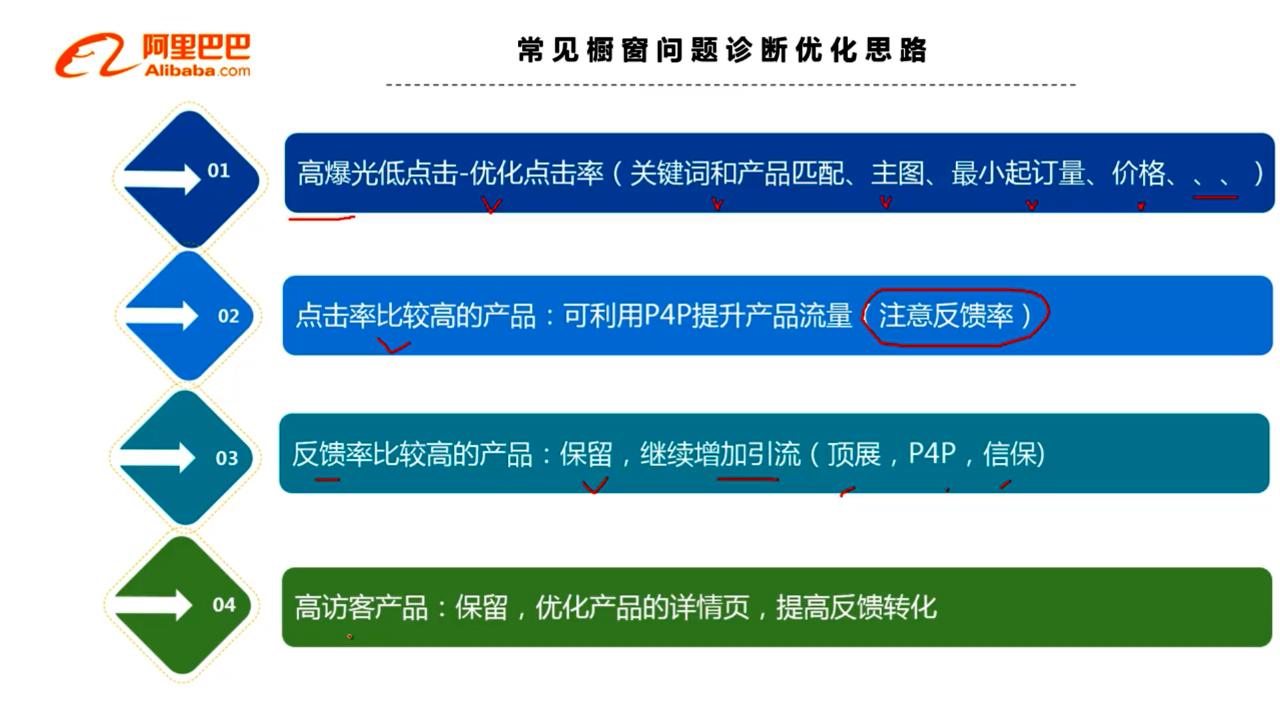 阿里巴巴
Alibaba.com
常见橱窗问题诊断优化思路
01
高爆光低点击-优化点击率（关键词和产品匹配、主图、最小起订量、价格、、、）
02
点击率比较高的产品：可利用P4P提升产品流量（注意反馈率）
03
反馈率比较高的产品：保留，继续增加引流（顶展，P4P，信保)
04
高访客产品：保留，优化产品的详情页，提高反馈转化